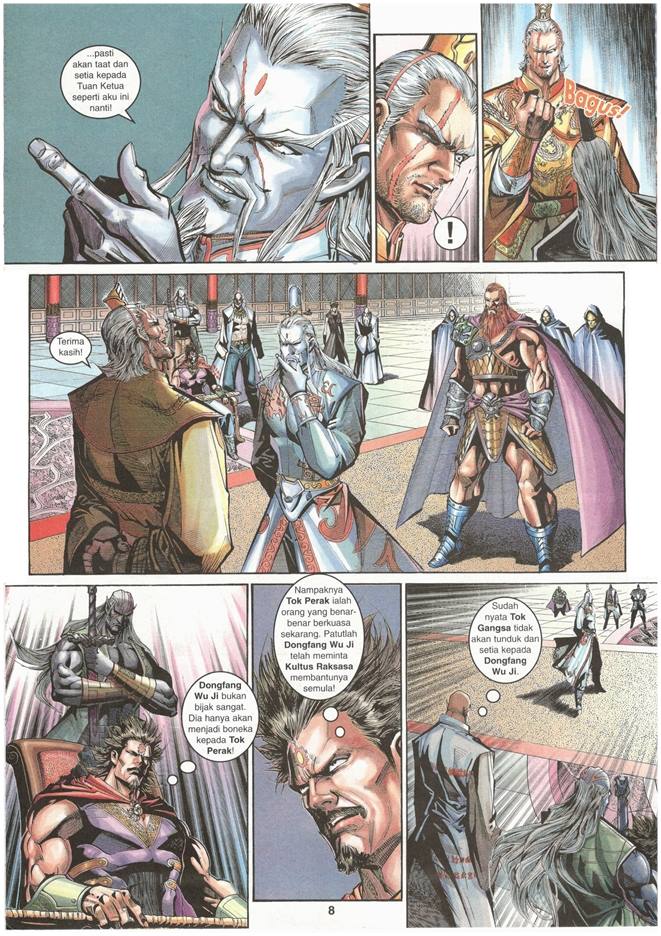 ...pasti
akan taat dan
setia kepada
Tuan Ketua
seperti aku ini
nanti!
!
Bagus!
Terima
kasih!
Dongfang
Wu Ji bukan
bijak sangat.
Dia hanya akan
menjadi boneka
kepada Tok
Perak!
Nampaknya
Tok Perak ialah
orang yang benar-
benar berkuasa
sekarang. Patutlah
Dongfang Wu Ji
telah meminta
Kultus Raksasa
membantunya
semula!
Sudah
nyata Tok
Gangsa tidak
akan tunduk dan
setia kepada
Dongfang
Wu Ji.
8